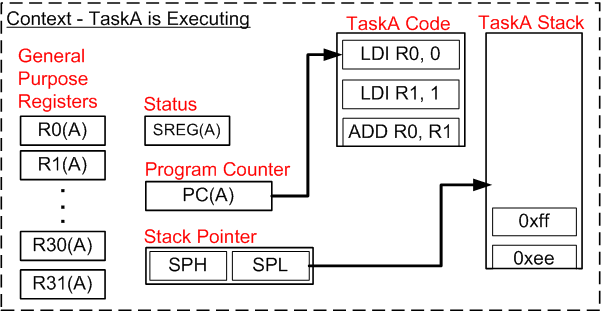 Context - TaskA is Executing
General
Purpose
Registers
R0(A)
R1(A)
R30(A)
R31(A)
Status
SREG(A)
Program Counter
PC(A)
Stack Pointer
SPH SPL
TaskA Code
LDI R0, 0
LDI R1, 1
ADD R0, R1
TaskA Stack
0xff
0xee